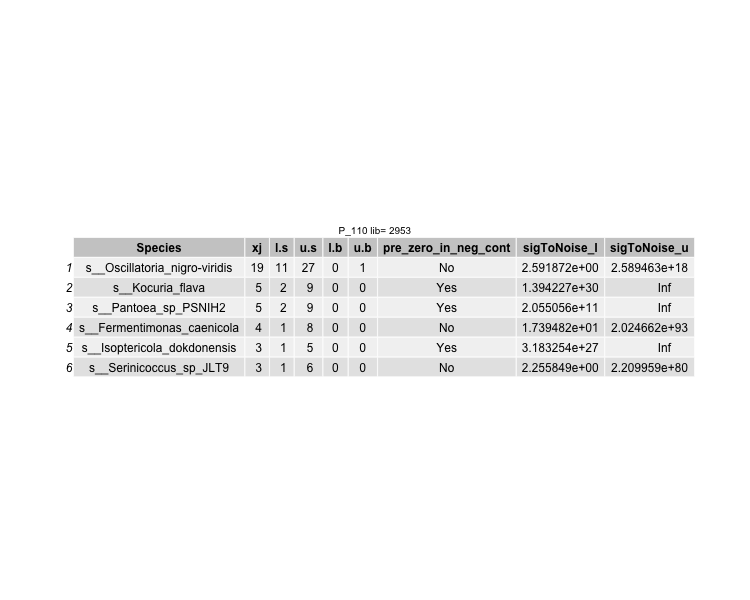 P_110 lib= 2953
Species xj l.s u.s l.b u.b pre_zero_in_neg_cont sigToNoise_l sigToNoise_u
1 s__Oscillatoria_nigro-viridis 19 11 27 0 1 No 2.591872e+00 2.589463e+18
2 s__Kocuria_flava 5 2 9 0 0 Yes 1.394227e+30 Inf
3 s__Pantoea_sp_PSNIH2 5 2 9 0 0 Yes 2.055056e+11 Inf
4 s__Fermentimonas_caenicola 4 1 8 0 0 No 1.739482e+01 2.024662e+93
5 s__Isoptericola_dokdonensis 3 1 5 0 0 Yes 3.183254e+27 Inf
6 s__Serinicoccus_sp_JLT9 3 1 6 0 0 No 2.255849e+00 2.209959e+80